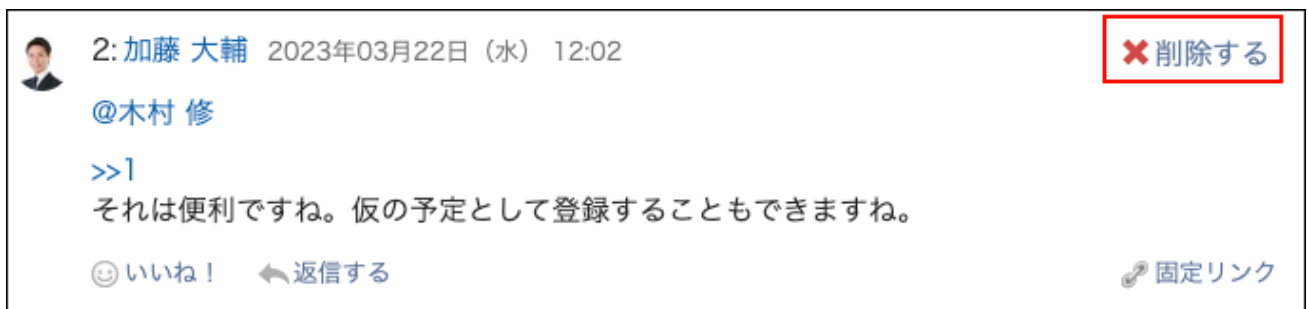 2: 加藤 大輔 2023年03月22日（水） 12:02 削除する
@木村 修
>>1
それは便利ですね。仮の予定として登録することもできますね。
いいね！ 返信する 固定リンク